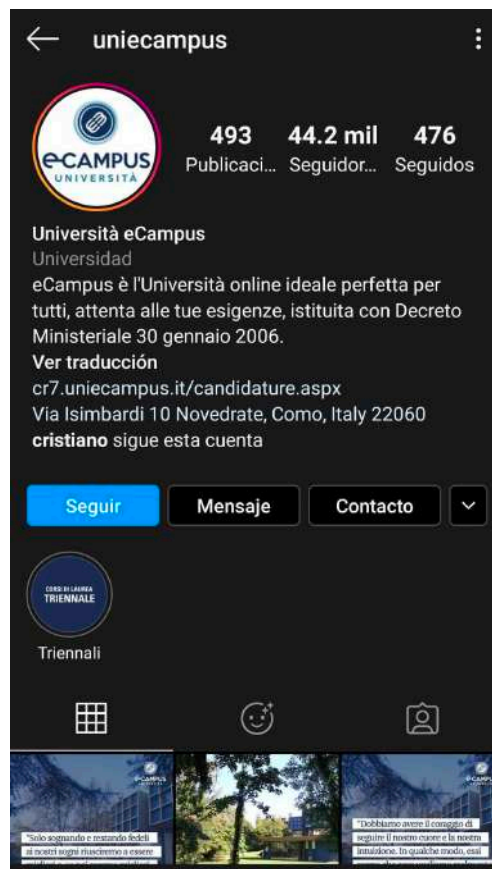 uniecampus
e-CAMPUS
UNIVERSITÀ
493 44.2 mil 476
Publicaci... Seguidor... Seguidos
Università eCampus
Universidad
eCampus è l'Università online ideale perfetta per
tutti, attenta alle tue esigenze, istituita con Decreto
Ministeriale 30 gennaio 2006.
Ver traducción
cr7.uniecampus.it/candidature.aspx
Via Isimbardi 10 Novedrate, Como, Italy 22060
cristiano sigue esta cuenta
Seguir Mensaje Contacto
CORSI DI LAUREA
TRIENNALE
Triennali
e-CAMPUS
e-CAMPUS
"Solo sognando e restando fedeli
ai nostri sogni riusciremo a essere
"Dobbiamo avere il coraggio di
seguire il nostro cuore e la nostra
intuizione. In qualche modo, essi